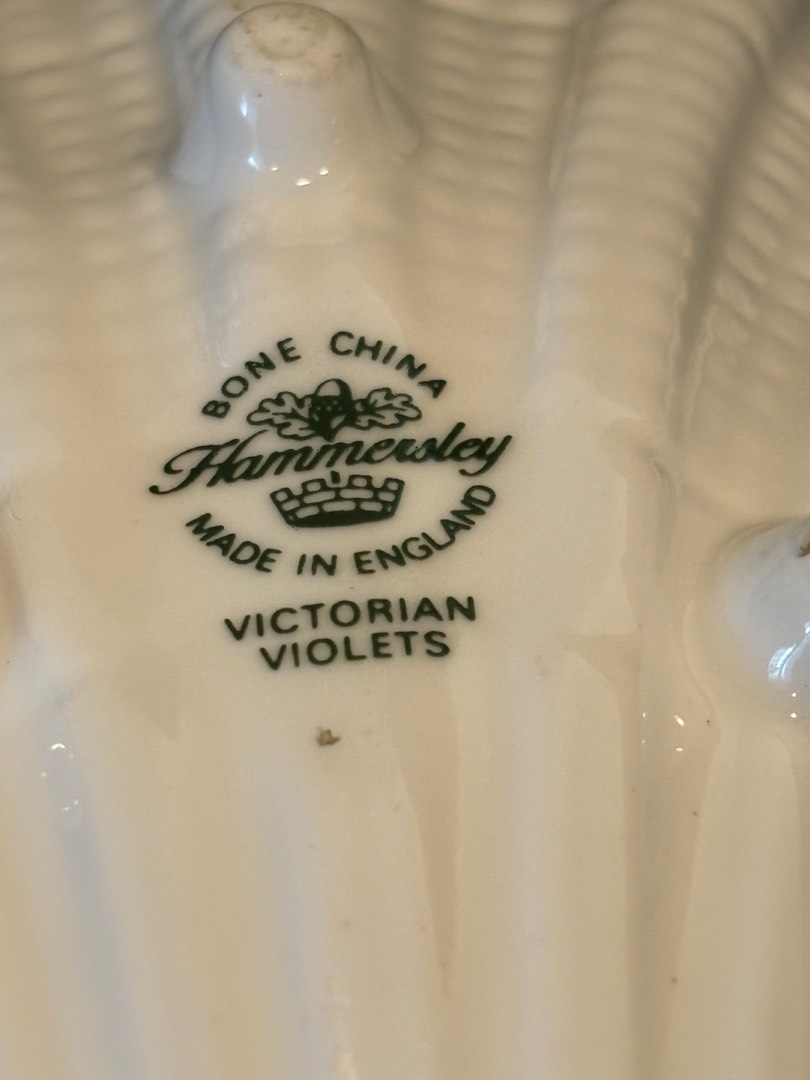 BONE CHINA
Hammersley
MADE IN ENGLAND
VICTORIAN
VIOLETS